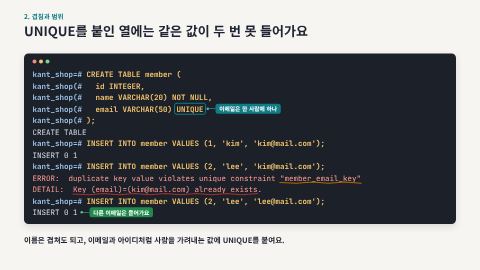 2. 겹침과 범위
UNIQUE를 붙인 열에는 같은 값이 두 번 못 들어가요
kant_shop=# CREATE TABLE member (
kant_shop(#   id INTEGER,
kant_shop(#   name VARCHAR(20) NOT NULL,
kant_shop(#   email VARCHAR(50) UNIQUE 이메일은 한 사람에 하나
kant_shop(# );
CREATE TABLE
kant_shop=# INSERT INTO member VALUES (1, 'kim', 'kim@mail.com');
INSERT 0 1
kant_shop=# INSERT INTO member VALUES (2, 'lee', 'kim@mail.com');
ERROR:  duplicate key value violates unique constraint "member_email_key"
DETAIL:  Key (email)=(kim@mail.com) already exists.
kant_shop=# INSERT INTO member VALUES (2, 'lee', 'lee@mail.com');
INSERT 0 1 다른 이메일은 들어가요
이름은 겹쳐도 되고, 이메일과 아이디처럼 사람을 가려내는 값에 UNIQUE를 붙여요.